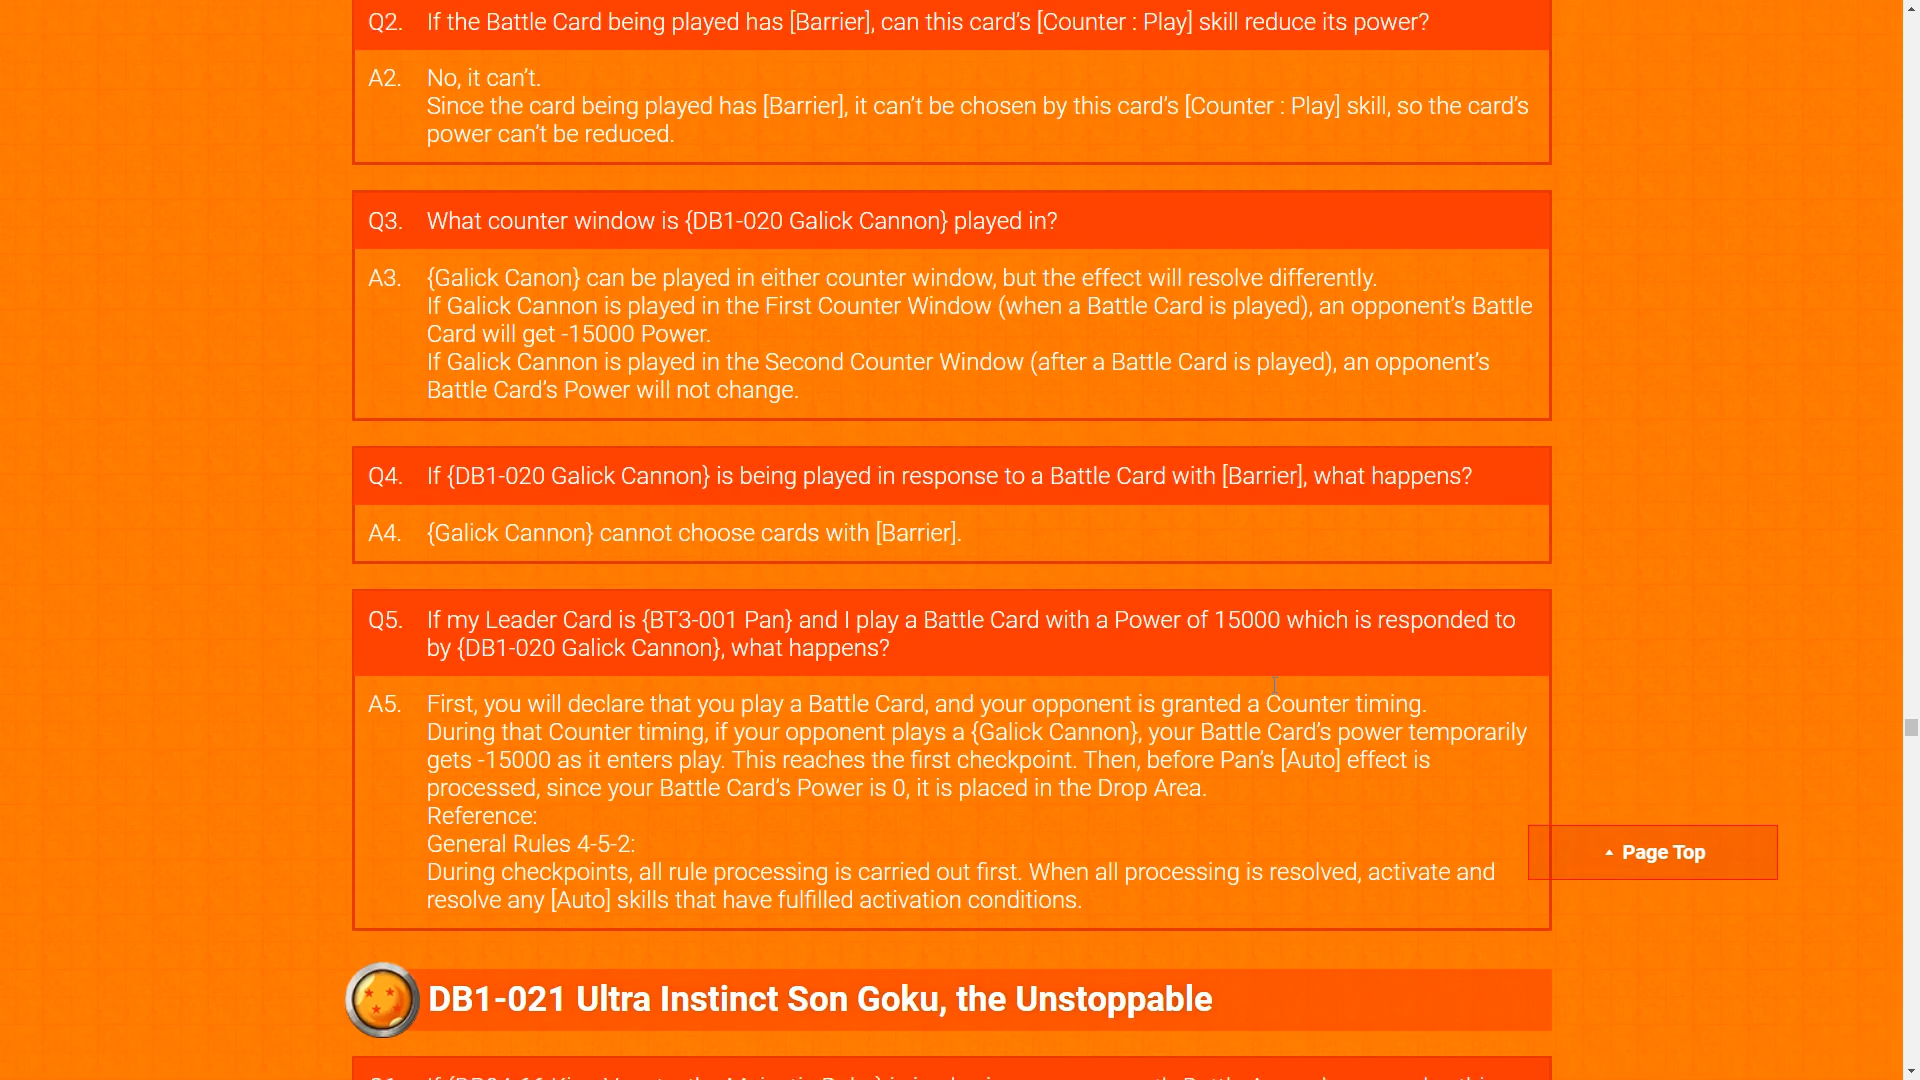 Q2. If the Battle Card being played has [Barrier], can this card's [Counter : Play] skill reduce its power?
A2. No, it can't.
Since the card being played has [Barrier], it can't be chosen by this card's [Counter : Play] skill, so the card's
power can't be reduced.
Q3. What counter window is {DB1-020 Galick Cannon} played in?
A3. {Galick Canon} can be played in either counter window, but the effect will resolve differently.
If Galick Cannon is played in the First Counter Window (when a Battle Card is played), an opponent's Battle
Card will get -15000 Power.
If Galick Cannon is played in the Second Counter Window (after a Battle Card is played), an opponent's
Battle Card's Power will not change.
Q4. If {DB1-020 Galick Cannon} is being played in response to a Battle Card with [Barrier], what happens?
A4. {Galick Cannon} cannot choose cards with [Barrier].
Q5. If my Leader Card is {BT3-001 Pan} and I play a Battle Card with a Power of 15000 which is responded to
by {DB1-020 Galick Cannon}, what happens?
A5. First, you will declare that you play a Battle Card, and your opponent is granted a Counter timing.
During that Counter timing, if your opponent plays a {Galick Cannon}, your Battle Card's power temporarily
gets -15000 as it enters play. This reaches the first checkpoint. Then, before Pan's [Auto] effect is
processed, since your Battle Card's Power is 0, it is placed in the Drop Area.
Reference:
General Rules 4-5-2:
During checkpoints, all rule processing is carried out first. When all processing is resolved, activate and
resolve any [Auto] skills that have fulfilled activation conditions.
Page Top
DB1-021 Ultra Instinct Son Goku, the Unstoppable